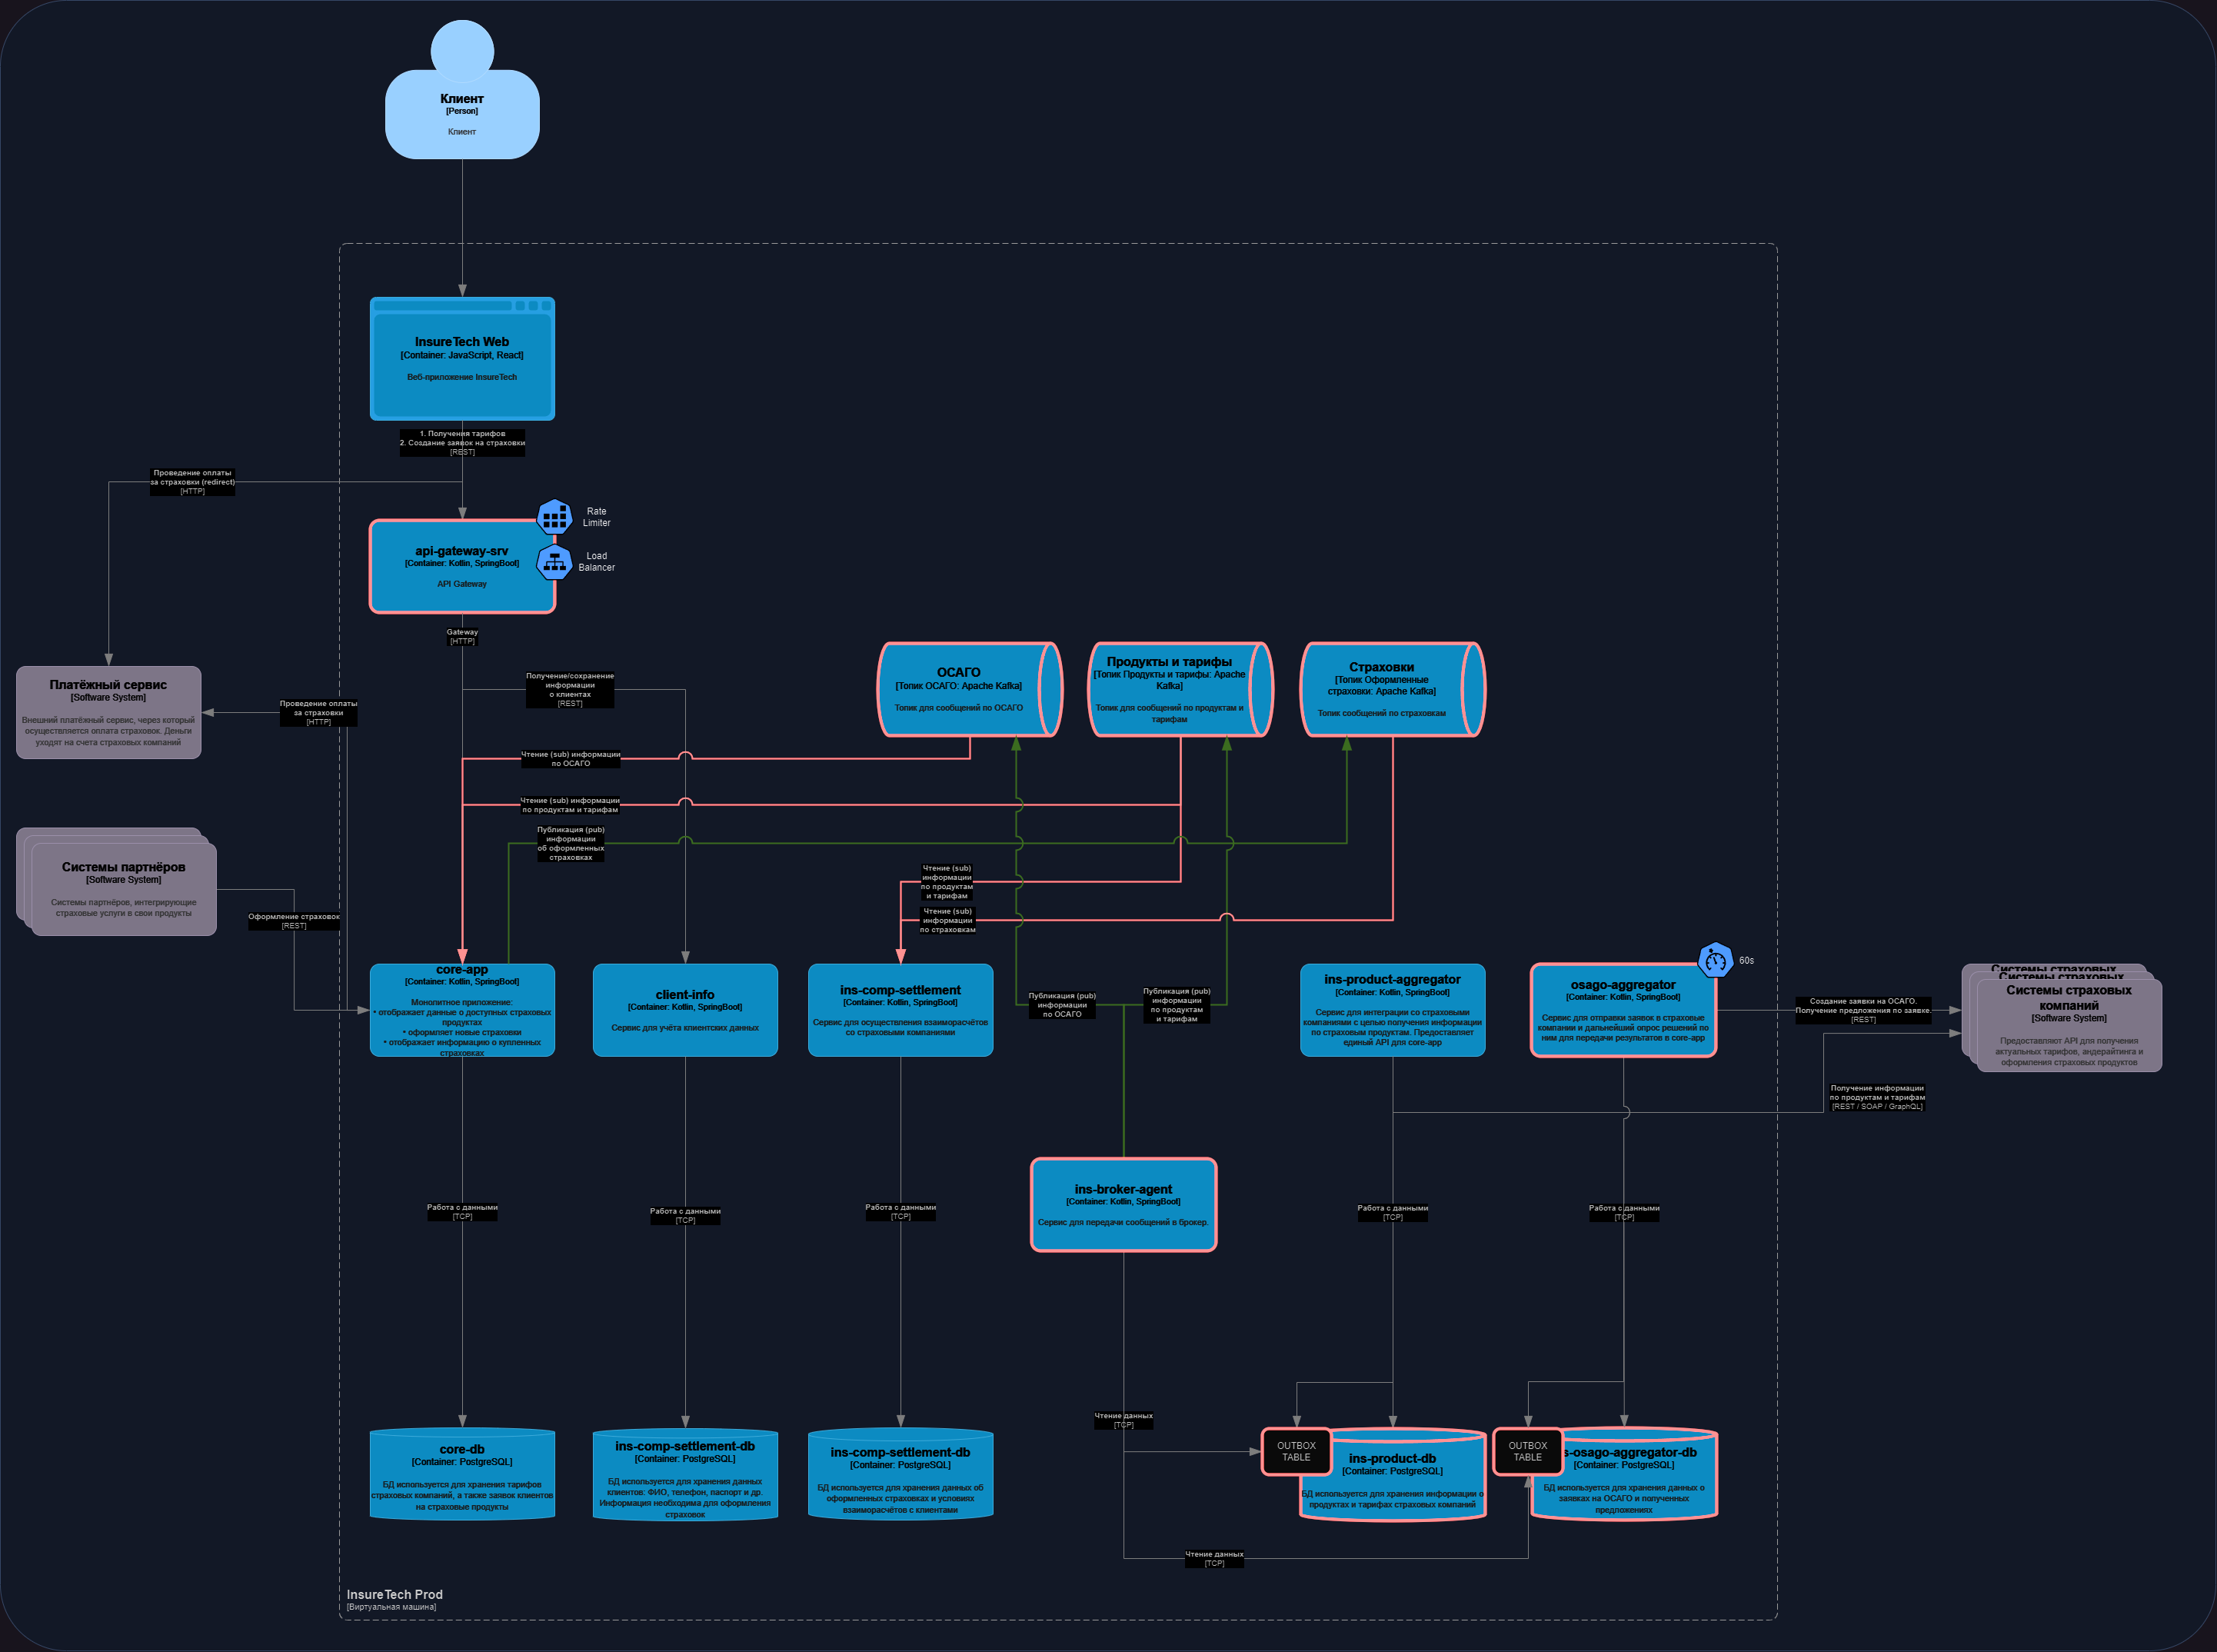 Клиент
[Person]
Клиент
InsureTech Web
[Container: JavaScript, React]
Веб-приложение InsureTech
1. Получения тарифов
2. Создание заявок на страховки
[REST]
Проведение оплаты
за страховки (redirect)
[HTTP]
Rate
Limiter
api-gateway-srv
[Container: Kotlin, SpringBoot]
API Gateway
Load
Balancer
Gateway
[HTTP]
Платёжный сервис
[Software System]
Внешний платёжный сервис, через который
осуществляется оплата страховок. Деньги
уходят на счета страховых компаний
Проведение оплаты
за страховки
[HTTP]
Получение/сохранение
информации
о клиентах
[REST]
ОСАГО
[Топик ОСАГО: Apache Kafka]
Топик для сообщений по ОСАГО
Продукты и тарифы
[Топик Продукты и тарифы: Apache
Kafka]
Топик для сообщений по продуктам и
тарифам
Страховки
[Топик Оформленные
страховки: Apache Kafka]
Топик сообщений по страховкам
Чтение (sub) информации
по ОСАГО
Чтение (sub) информации
по продуктам и тарифам
Публикация (pub)
информации
об оформленных
страховках
Чтение (sub)
информации
по продуктам
и тарифам
Чтение (sub)
информации
по страховкам
Системы партнёров
[Software System]
Системы партнёров, интегрирующие
страховые услуги в свои продукты
Оформление страховок
[REST]
core-app
[Container: Kotlin, SpringBoot]
Монолитное приложение:
• отображает данные о доступных страховых
продуктах
• оформляет новые страховки
• отображает информацию о купленных
страховках
client-info
[Container: Kotlin, SpringBoot]
Сервис для учёта клиентских данных
ins-comp-settlement
[Container: Kotlin, SpringBoot]
Сервис для осуществления взаиморасчётов
со страховыми компаниями
Публикация (pub)
информации
по ОСАГО
Публикация (pub)
информации
по продуктам
и тарифам
ins-product-aggregator
[Container: Kotlin, SpringBoot]
Сервис для интеграции со страховыми
компаниями с целью получения информации
по страховым продуктам. Предоставляет
единый API для core-app
60s
osago-aggregator
[Container: Kotlin, SpringBoot]
Сервис для отправки заявок в страховые
компании и дальнейший опрос решений по
ним для передачи результатов в core-app
Создание заявки на ОСАГО.
Получение предложения по заявке.
[REST]
Системы страховых
Системы страховых
Системы страховых
компаний
[Software System]
Предоставляют API для получения
актуальных тарифов, андерайтинга и
оформления страховых продуктов
Получение информации
по продуктам и тарифам
[REST / SOAP / GraphQL]
ins-broker-agent
[Container: Kotlin, SpringBoot]
Сервис для передачи сообщений в брокер.
Работа с данными
[TCP]
Работа с данными
[TCP]
Работа с данными
[TCP]
Работа с данными
[TCP]
Работа с данными
[TCP]
Чтение данных
[TCP]
core-db
[Container: PostgreSQL]
БД используется для хранения тарифов
страховых компаний, а также заявок клиентов
на страховые продукты
ins-comp-settlement-db
[Container: PostgreSQL]
БД используется для хранения данных
клиентов: ФИО, телефон, паспорт и др.
Информация необходима для оформления
страховок
ins-comp-settlement-db
[Container: PostgreSQL]
БД используется для хранения данных об
оформленных страховках и условиях
взаиморасчётов с клиентами
OUTBOX
TABLE
ins-product-db
[Container: PostgreSQL]
БД используется для хранения информации о
продуктах и тарифах страховых компаний
OUTBOX
TABLE
s-osago-aggregator-db
[Container: PostgreSQL]
БД используется для хранения данных о
заявках на ОСАГО и полученных
предложениях
Чтение данных
[TCP]
InsureTech Prod
[Виртуальная машина]